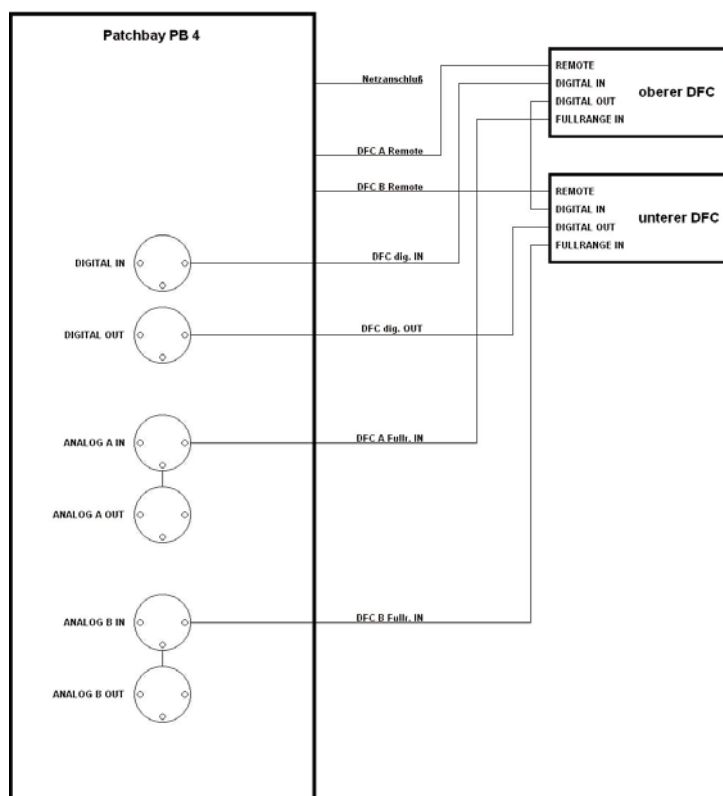 Patchbay PB 4
Netzanschluß
DFC A Remote
DFC B Remote
DIGITAL IN
DFC dig. IN
DIGITAL OUT
DFC dig. OUT
ANALOG A IN
DFC A Fullr. IN
ANALOG A OUT
ANALOG B IN
DFC B Fullr. IN
ANALOG B OUT
REMOTE
DIGITAL IN
DIGITAL OUT
FULLRANGE IN
oberer DFC
REMOTE
DIGITAL IN
DIGITAL OUT
FULLRANGE IN
unterer DFC